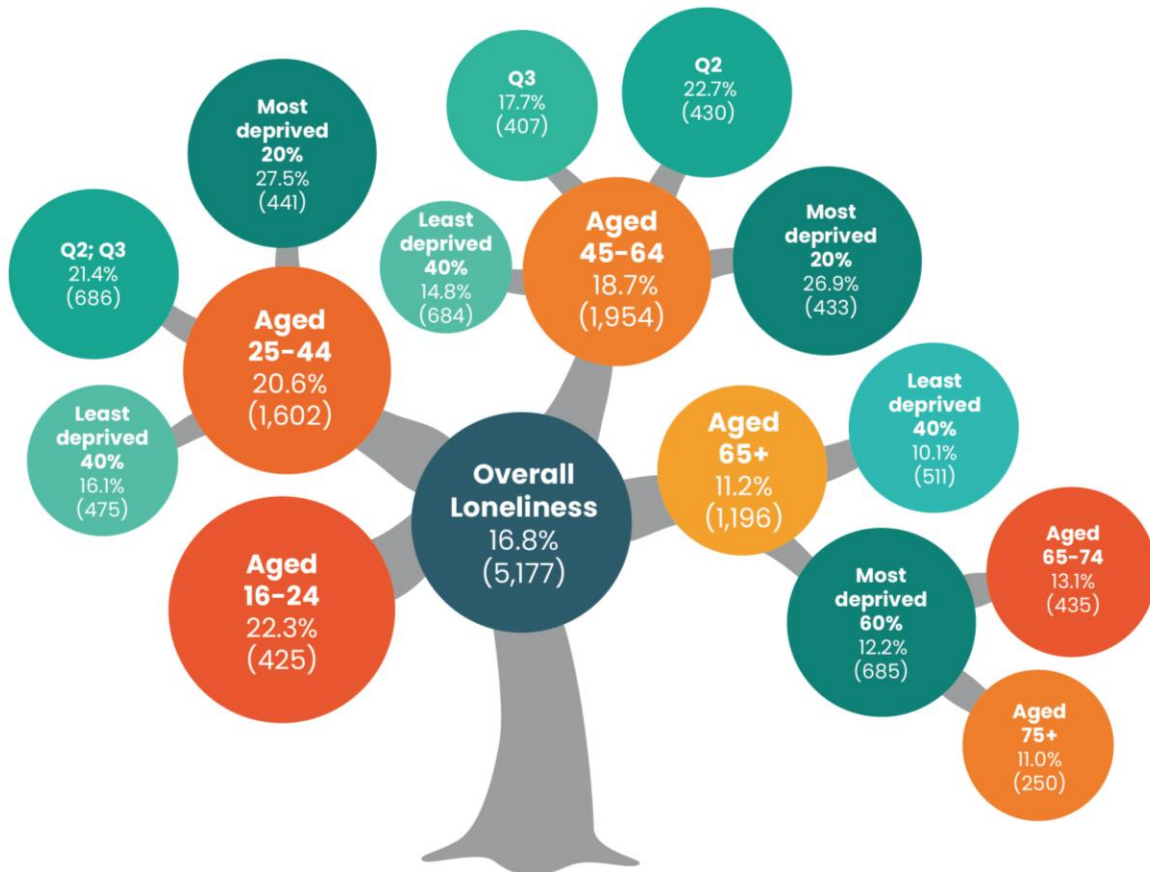 Overall
Loneliness
16.8%
(5,177)
Aged
16-24
22.3%
(425)
Aged
25-44
20.6%
(1,602)
Least
deprived
40%
16.1%
(475)
Q2; Q3
21.4%
(686)
Most
deprived
20%
27.5%
(441)
Aged
45-64
18.7%
(1,954)
Least
deprived
40%
14.8%
(684)
Q3
17.7%
(407)
Q2
22.7%
(430)
Most
deprived
20%
26.9%
(433)
Aged
65+
11.2%
(1,196)
Least
deprived
40%
10.1%
(511)
Most
deprived
60%
12.2%
(685)
Aged
65-74
13.1%
(435)
Aged
75+
11.0%
(250)